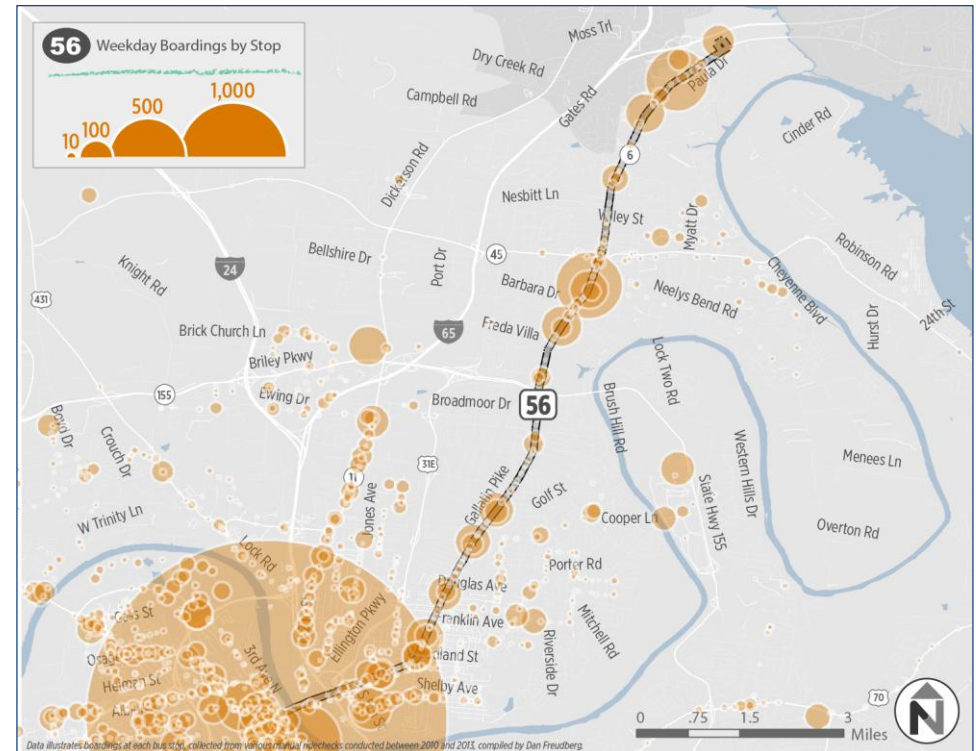 56 Weekday Boardings by Stop
10 100 500 1,000
Moss Trl
Dry Creek Rd
Paula Dr
Campbell Rd
Gates Rd
Cinder Rd
6
Dickerson Rd
Nesbitt Ln
Myatt Dr
Robinson Rd
Bellshire Dr
45
Port Dr
Knight Rd
24
Cheyenne Blvd
Barbara Dr
Neelys Bend Rd
431
24th St
Hurst Dr
Brick Church Ln
65
Freda Villa
Briley Pkwy
Lock Two Rd
155
Ewing Dr
Broadmoor Dr
56
Brush Hill Rd
Boyd Dr
Crouch Dr
31E
Menees Ln
Western Hills Dr
Gallatin Pike
Golf St
State Hwy 155
Jones Ave
W Trinity Ln
Cooper Ln
Overton Rd
Lock Rd
Porter Rd
Douglas Ave
Ellington Pkwy
Mitchell Rd
Riverside Dr
3rd Ave N
Shelby Ave
Heiman St
70
0 .75 1.5 3
Miles
N
Data illustrates boardings at each bus stop, collected from various manual ridechecks conducted between 2010 and 2013, compiled by Dan Freudberg.